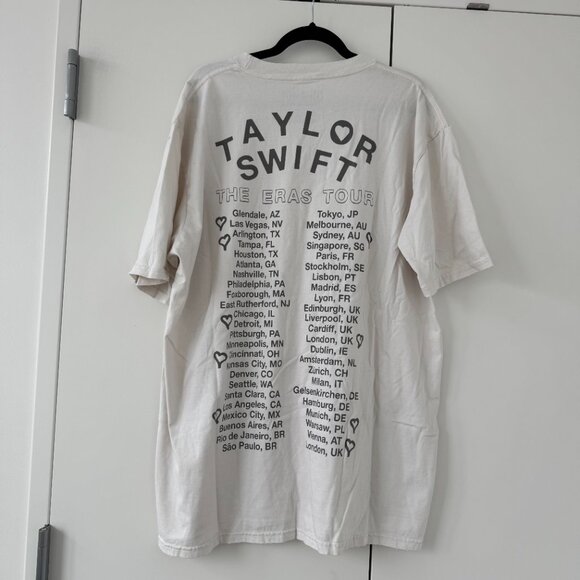 TAYLOR
SWIFT
THE ERAS TOUR
Glendale, AZ
Las Vegas, NV
Arlington, TX
Tampa, FL
Houston, TX
Atlanta, GA
Nashville, TN
Philadelphia, PA
Foxborough, MA
East Rutherford, NJ
Chicago, IL
Detroit, MI
Pittsburgh, PA
Minneapolis, MN
Cincinnati, OH
Kansas City, MO
Denver, CO
Seattle, WA
Santa Clara, CA
Los Angeles, CA
Mexico City, MX
Buenos Aires, AR
Rio de Janeiro, BR
São Paulo, BR
Tokyo, JP
Melbourne, AU
Sydney, AU
Singapore, SG
Paris, FR
Stockholm, SE
Lisbon, PT
Madrid, ES
Lyon, FR
Edinburgh, UK
Liverpool, UK
Cardiff, UK
London, UK
Dublin, IE
Amsterdam, NL
Zürich, CH
Milan, IT
Gelsenkirchen, DE
Hamburg, DE
Munich, DE
Warsaw, PL
Vienna, AT
London, UK